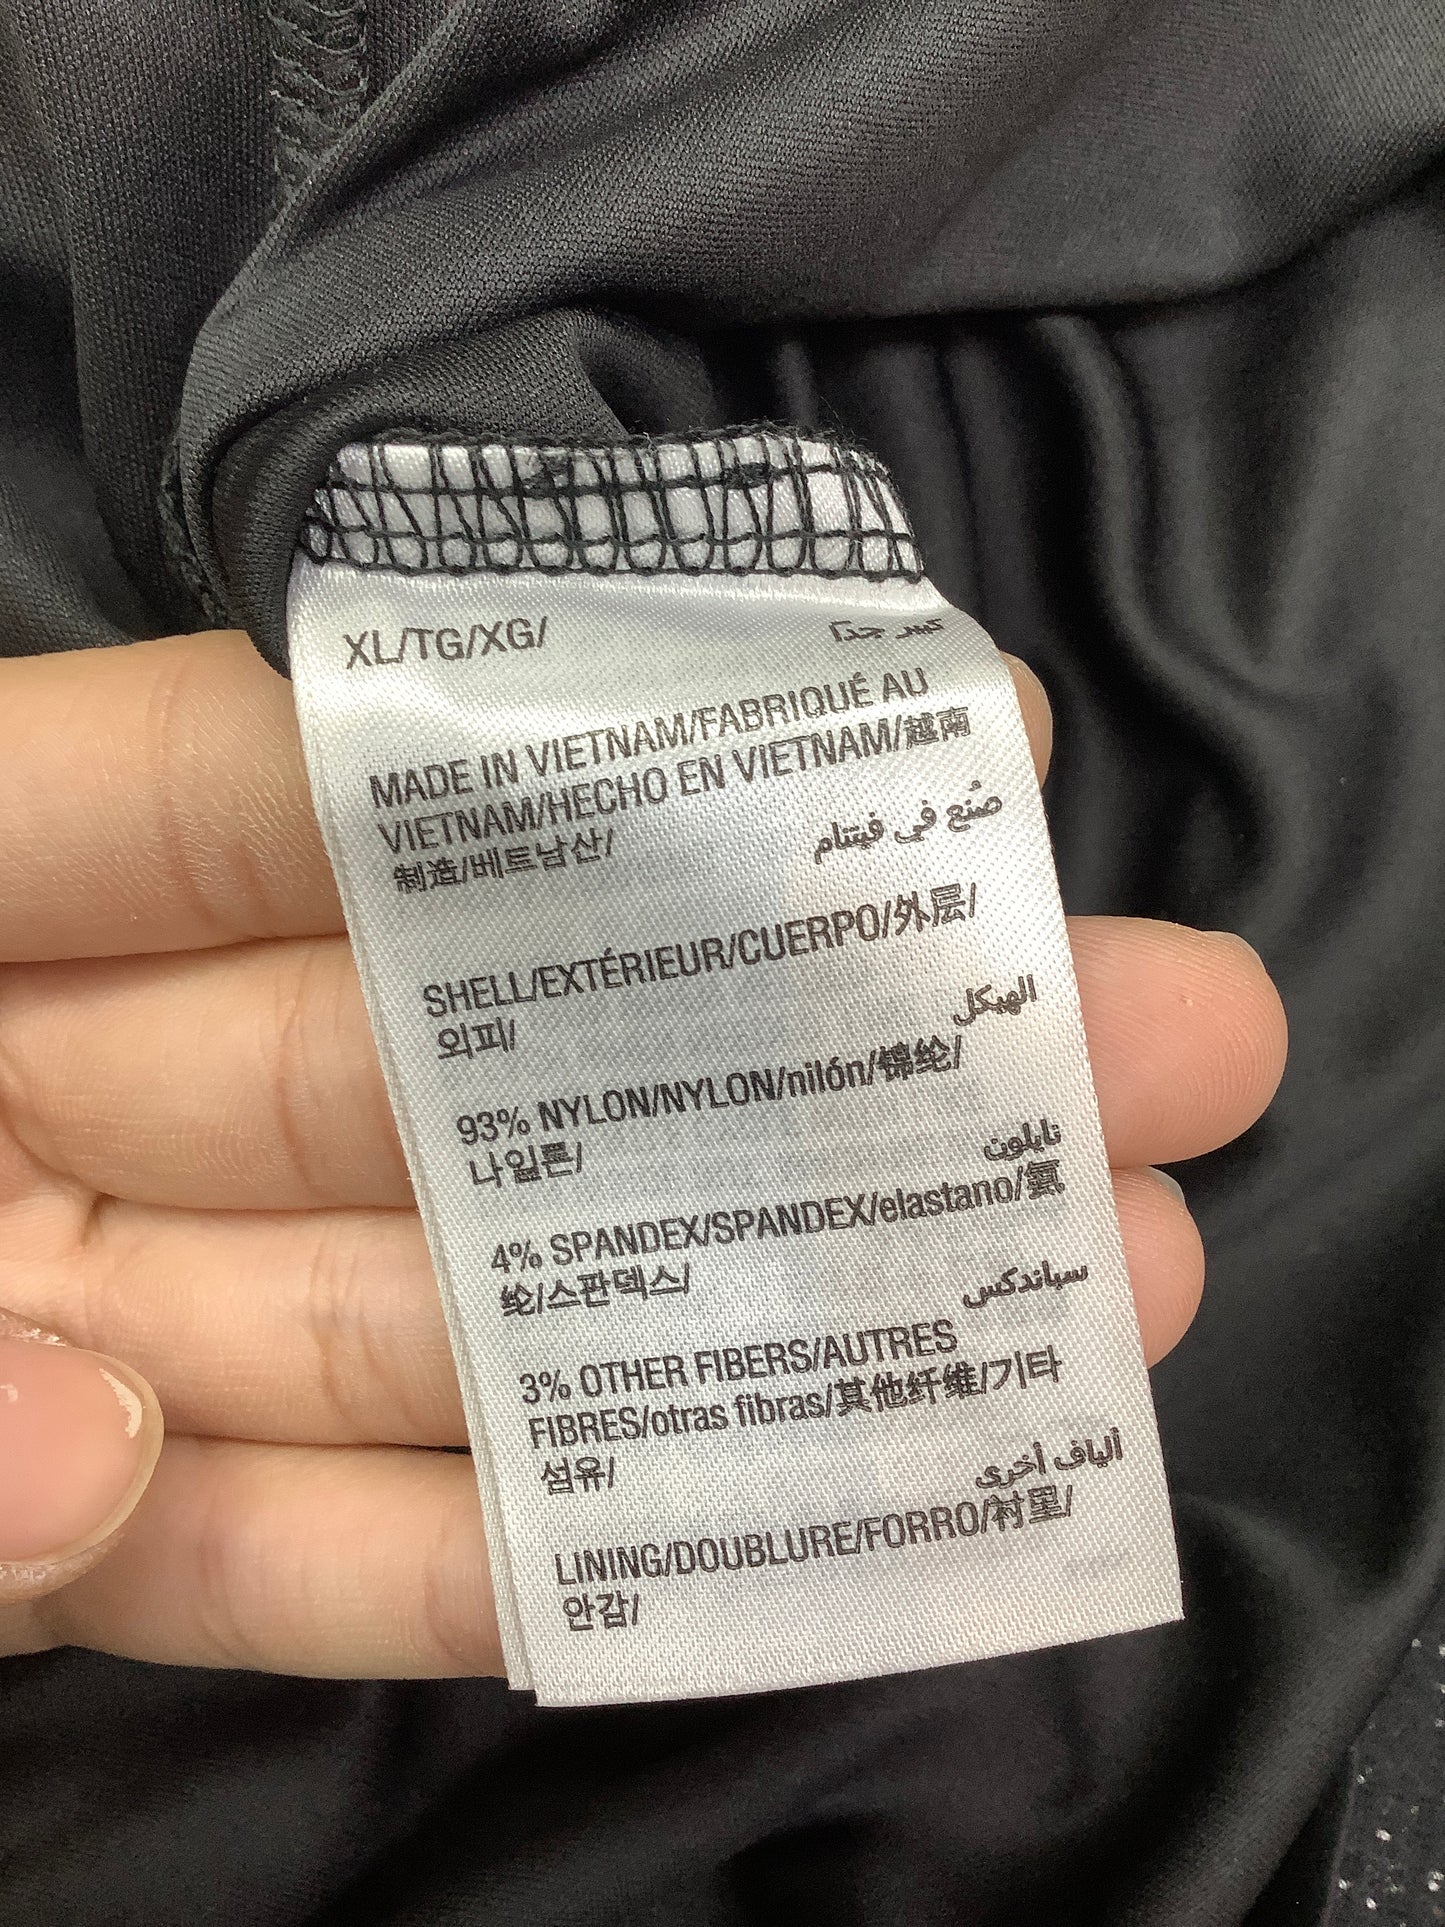 XL/TG/XG/
كبير جدًا
MADE IN VIETNAM/FABRIQUÉ AU
VIETNAM/HECHO EN VIETNAM/越南
制造/베트남산/
صُنع في فيتنام
SHELL/EXTÉRIEUR/CUERPO/外层/
외피/
الهيكل
93% NYLON/NYLON/nilón/锦纶/
나일론/
نايلون
4% SPANDEX/SPANDEX/elastano/氨
纶/스판덱스/
سباندكس
3% OTHER FIBERS/AUTRES
FIBRES/otras fibras/其他纤维/기타
섬유/
ألياف أخرى
LINING/DOUBLURE/FORRO/衬里/
안감/